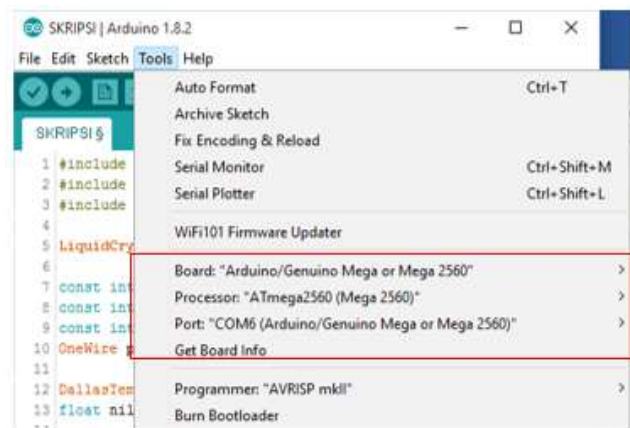 SKRIPSI | Arduino 1.8.2
File Edit Sketch Tools Help
Auto Format Ctrl+T
Archive Sketch
Fix Encoding & Reload
Serial Monitor Ctrl+Shift+M
Serial Plotter Ctrl+Shift+L
WiFi101 Firmware Updater
Board: "Arduino/Genuino Mega or Mega 2560"
Processor: "ATmega2560 (Mega 2560)"
Port: "COM6 (Arduino/Genuino Mega or Mega 2560)"
Get Board Info
Programmer: "AVRISP mkII"
Burn Bootloader
SKRIPSI §
1 #include
2 #include
3 #include
4
5 LiquidCry
6
7 const int
8 const int
9 const int
10 OneWire p
11
12 DallasTem
13 float nil